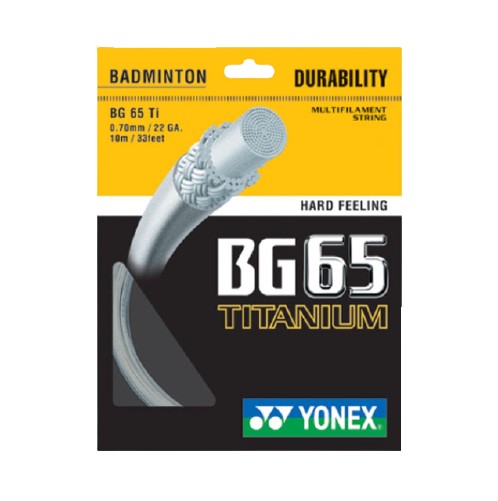 BADMINTON
DURABILITY
BG 65 Ti
0.70mm / 22 GA.
10m / 33feet
MULTIFILAMENT
STRING
HARD FEELING
BG65
TITANIUM
YONEX